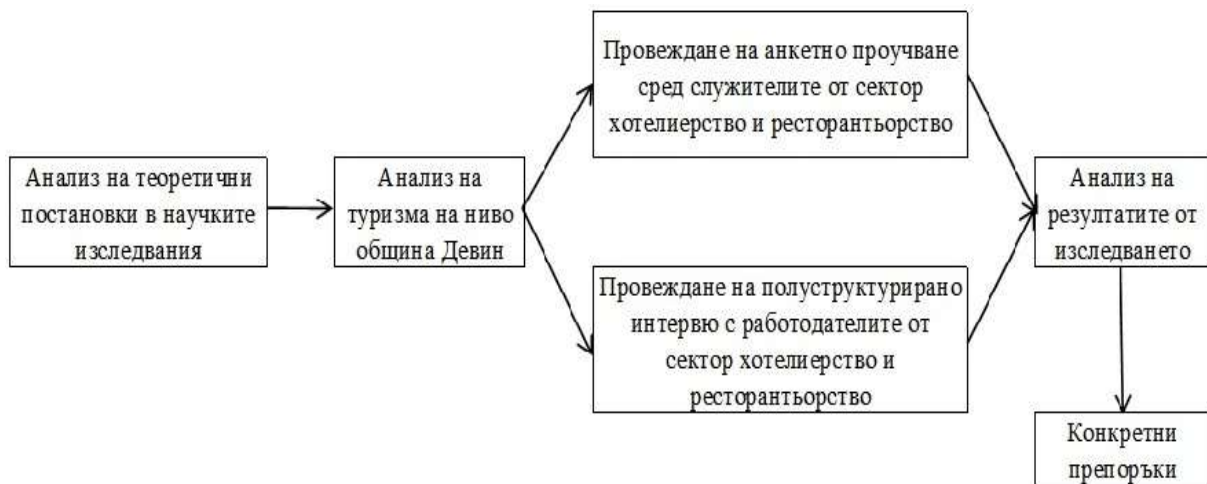 Анализ на теоретични
постановки в научките
изследвания
Анализ на
туризма на ниво
община Девин
Провеждане на анкетно проучване
сред служителите от сектор
хотелиерство и ресторантьорство
Провеждане на полуструктурирано
интервю с работодателите от
сектор хотелиерство и
ресторантьорство
Анализ на
резултатите от
изследването
Конкретни
препоръки